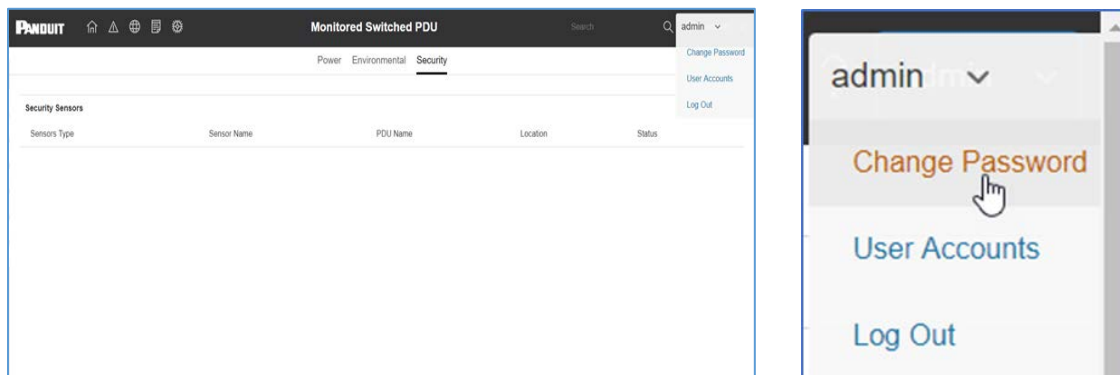 PANDUIT Monitored Switched PDU Search admin
Power Environmental Security
Change Password
User Accounts
Log Out
Security Sensors
Sensors Type Sensor Name PDU Name Location Status
admin
Change Password
User Accounts
Log Out